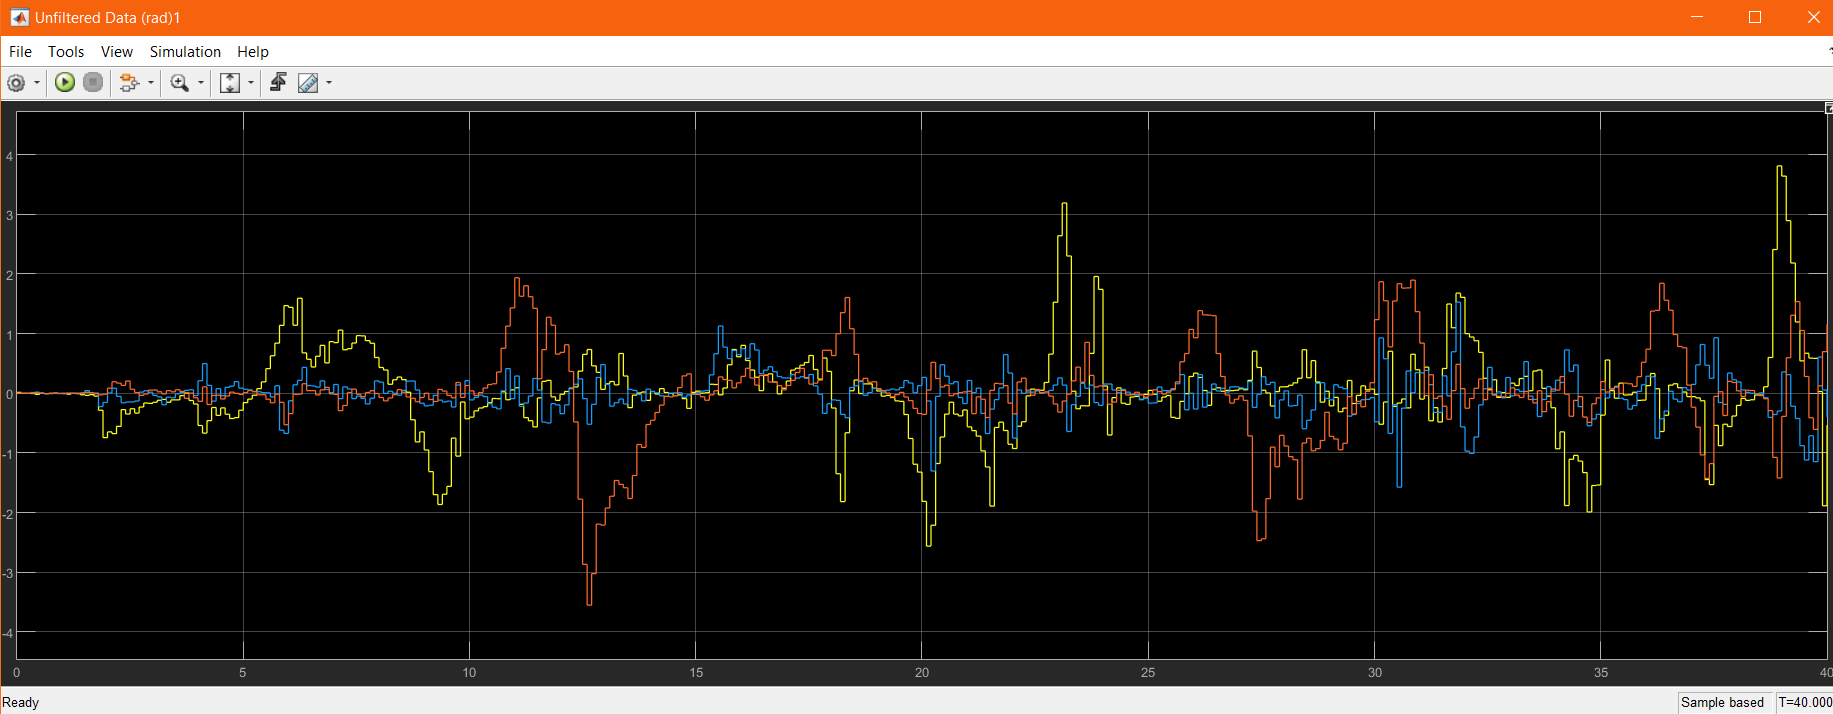 Unfiltered Data (rad)1
File Tools View Simulation Help
4
3
2
1
0
-1
-2
-3
-4
0 5 10 15 20 25 30 35 40
Ready
Sample based T=40.000